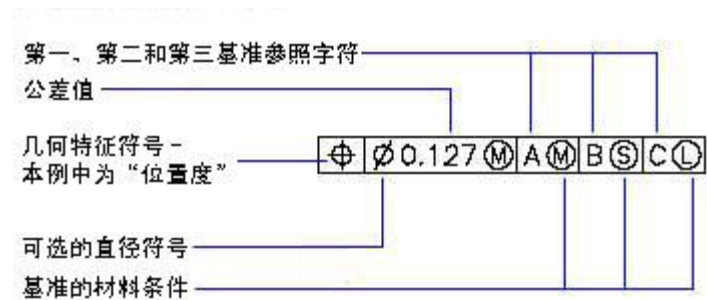 第一、第二和第三基准参照字符
公差值
几何特征符号-
本例中为“位置度”
⌖ ⌀0.127Ⓜ AⓂ BⓈ CⓁ
可选的直径符号
基准的材料条件